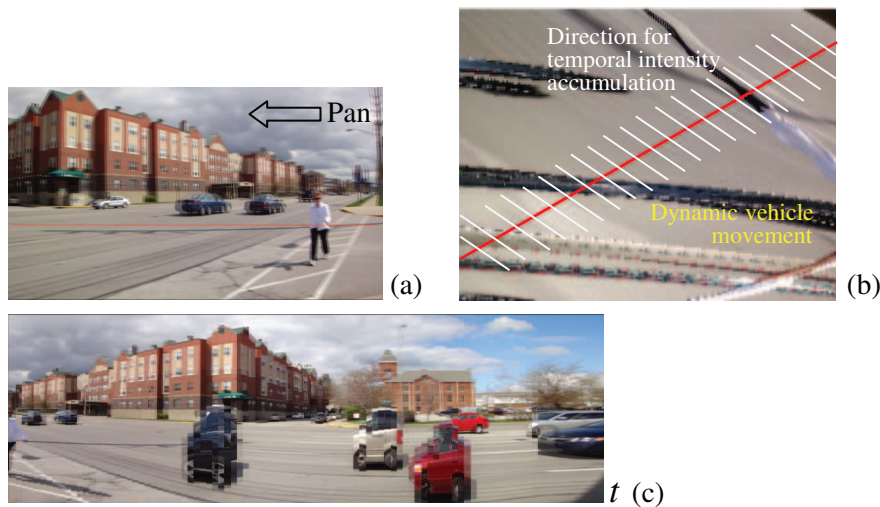 Pan
(a)
Direction for
temporal intensity
accumulation
Dynamic vehicle
movement
(b)
t (c)